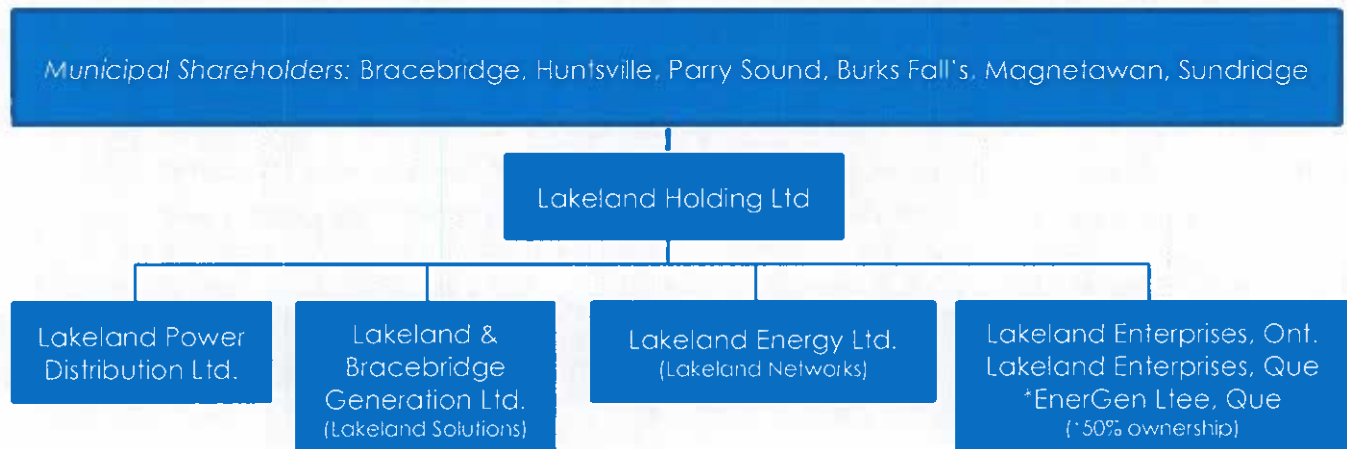 Municipal Shareholders: Bracebridge, Huntsville, Parry Sound, Burks Fall's, Magnetawan, Sundridge
Lakeland Holding Ltd
Lakeland Power
Distribution Ltd.
Lakeland &
Bracebridge
Generation Ltd.
(Lakeland Solutions)
Lakeland Energy Ltd.
(Lakeland Networks)
Lakeland Enterprises, Ont.
Lakeland Enterprises, Que
*EnerGen Ltee, Que
(*50% ownership)